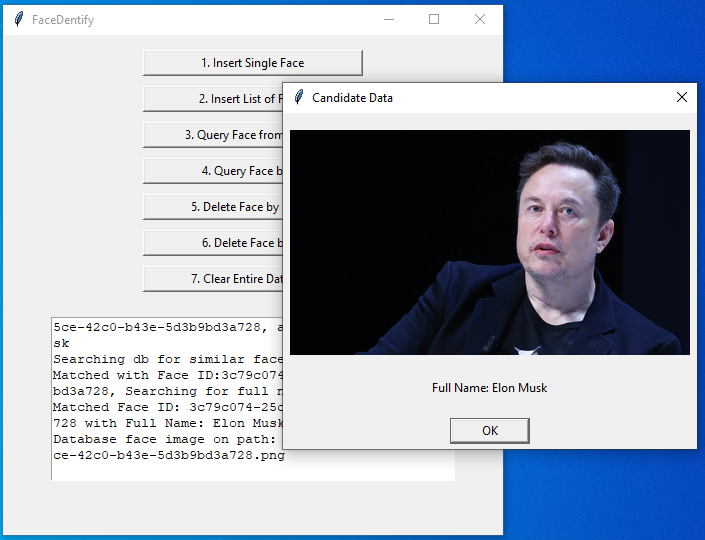 FaceDentify
1. Insert Single Face
2. Insert List of
3. Query Face from
4. Query Face
5. Delete Face by
6. Delete Face
7. Clear Entire
Candidate Data
Full Name: Elon Musk
OK
5ce-42c0-b43e-5d3b9bd3a728,
sk
Searching db for similar face
Matched with Face ID:3c79c074
bd3a728, Searching for full
Matched Face ID: 3c79c074-25
728 with Full Name: Elon Musk
Database face image on path:
ce-42c0-b43e-5d3b9bd3a728.png